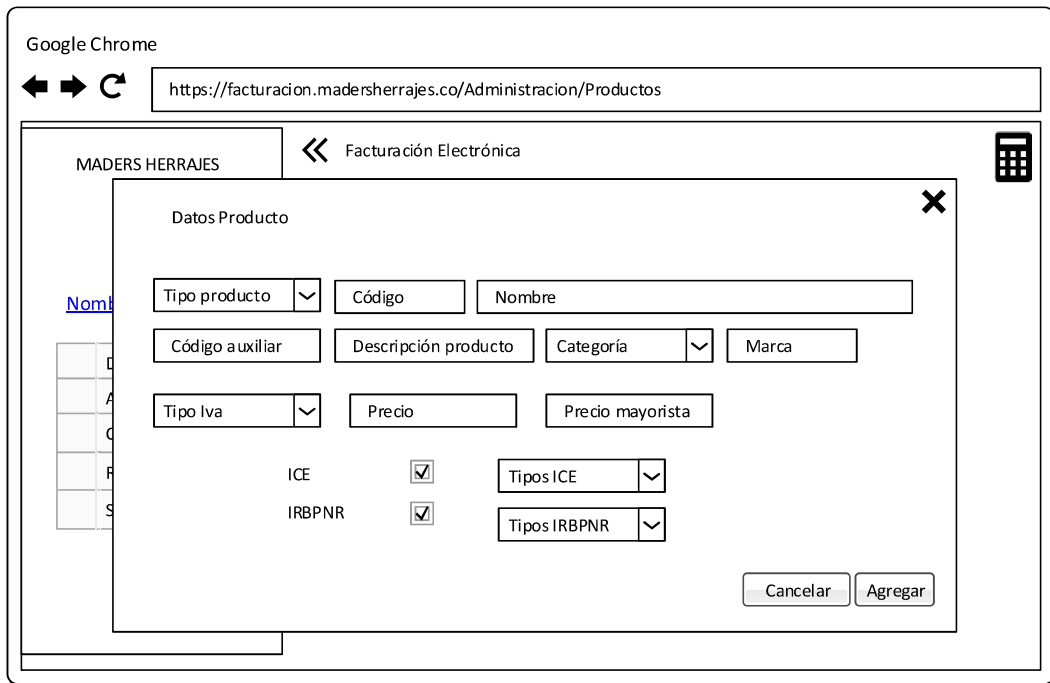 Google Chrome
https://facturacion.madersherrajes.co/Administracion/Productos
MADERS HERRAJES
Facturación Electrónica
Datos Producto
Tipo producto Código Nombre
Código auxiliar Descripción producto Categoría Marca
Tipo Iva Precio Precio mayorista
ICE Tipos ICE
IRBPNR Tipos IRBPNR
Cancelar Agregar